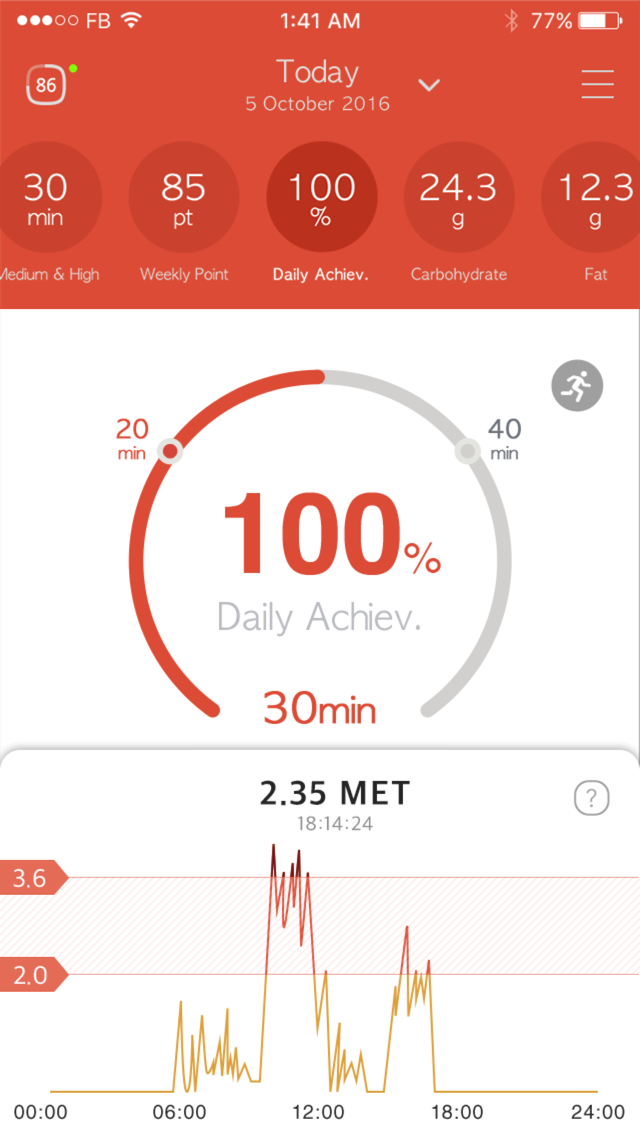 FB 1:41 AM 77%
86
Today
5 October 2016
30 85 100 24.3 12.3
min pt % g g
Medium & High Weekly Point Daily Achiev. Carbohydrate Fat
20 min
40 min
100%
Daily Achiev.
30min
2.35 MET
?
18:14:24
3.6
2.0
00:00 06:00 12:00 18:00 24:00